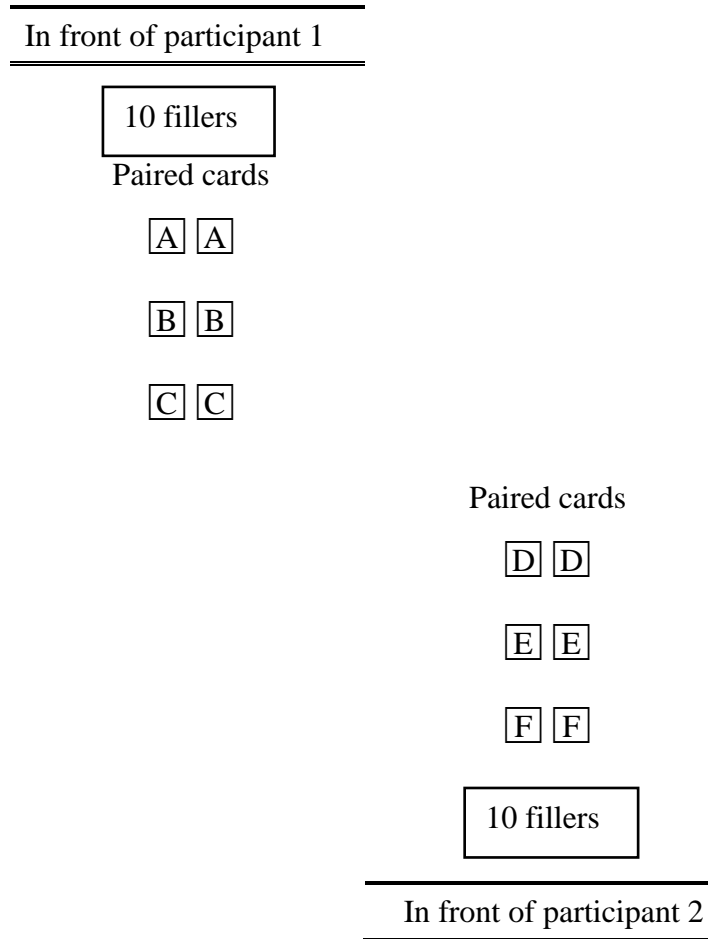 In front of participant 1
10 fillers
Paired cards
A A
B B
C C
Paired cards
D D
E E
F F
10 fillers
In front of participant 2